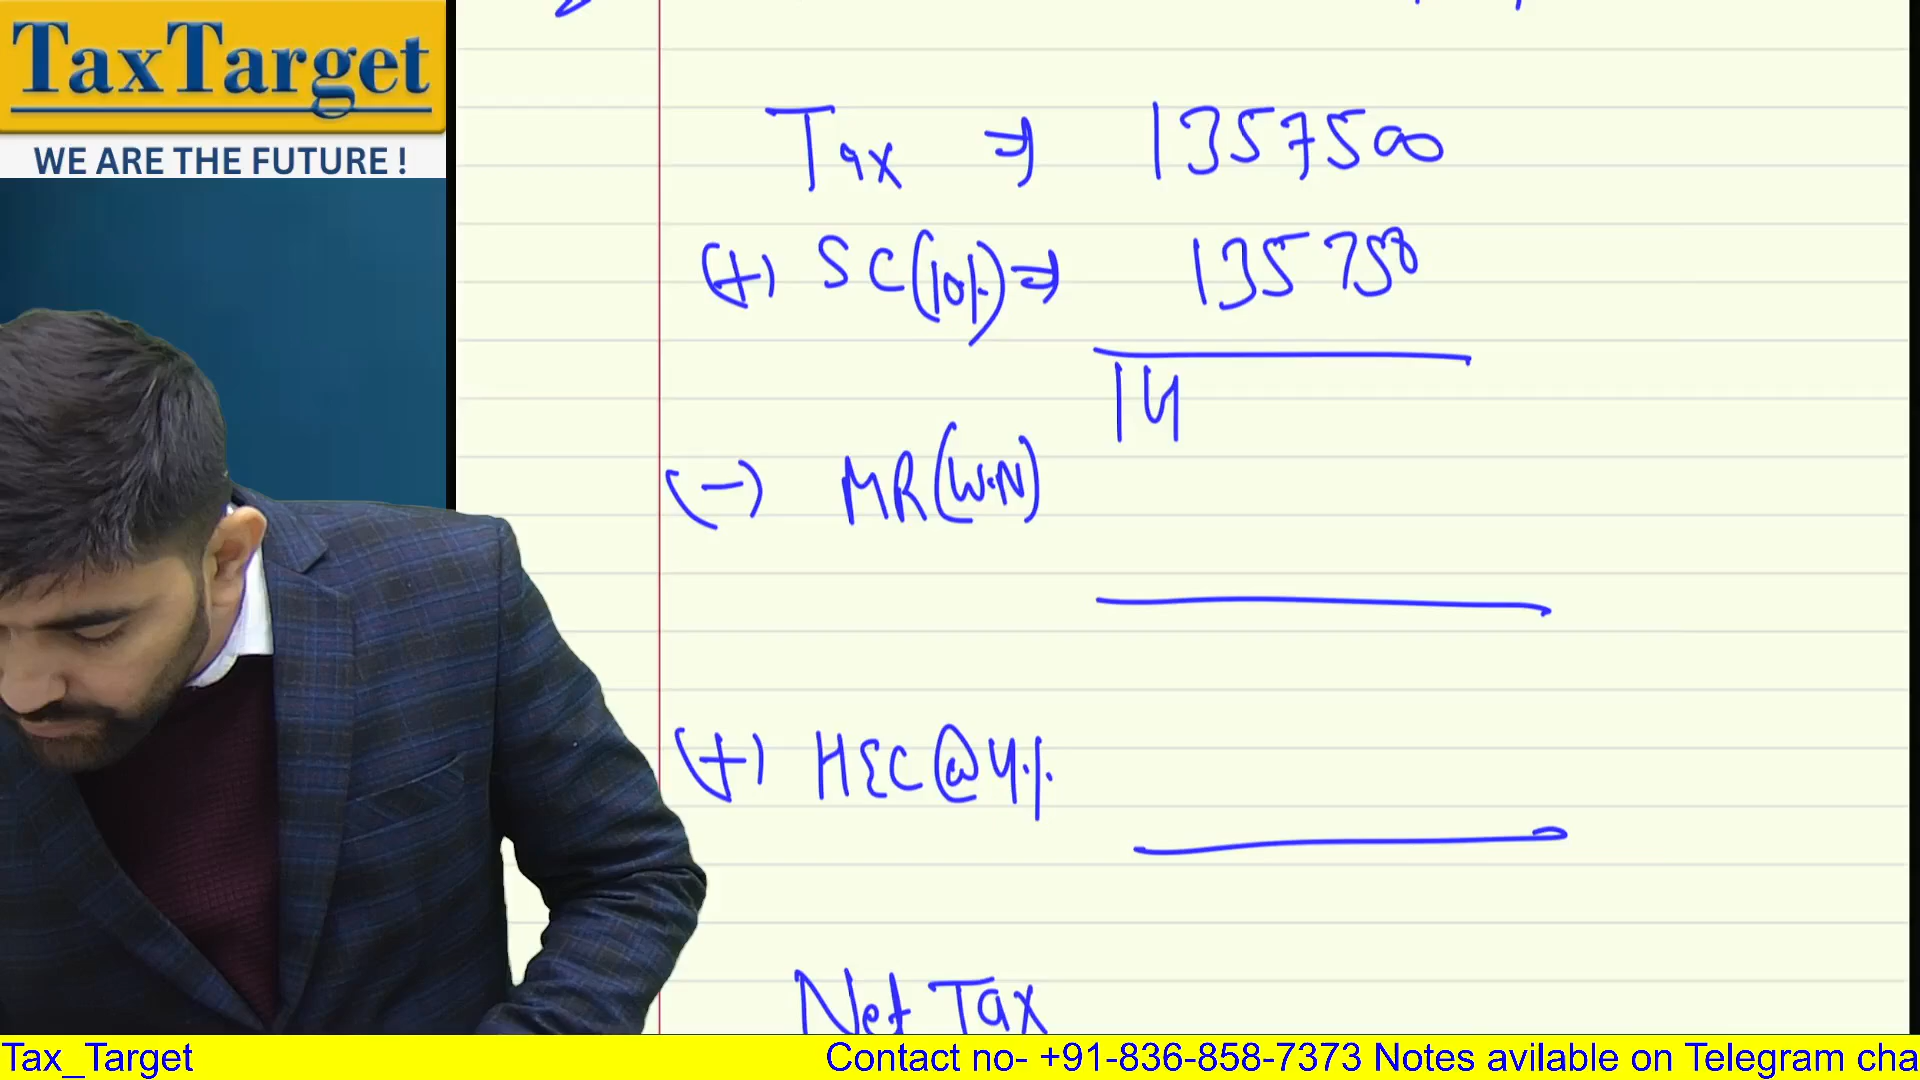 TaxTarget
WE ARE THE FUTURE !
Tax ⇒ 1357500
(+) SC(10%)⇒ 135750
14
(-) MR(W.N)
(+) HEC@4%
Net Tax
Tax_Target
Contact no- +91-836-858-7373 Notes avilable on Telegram cha